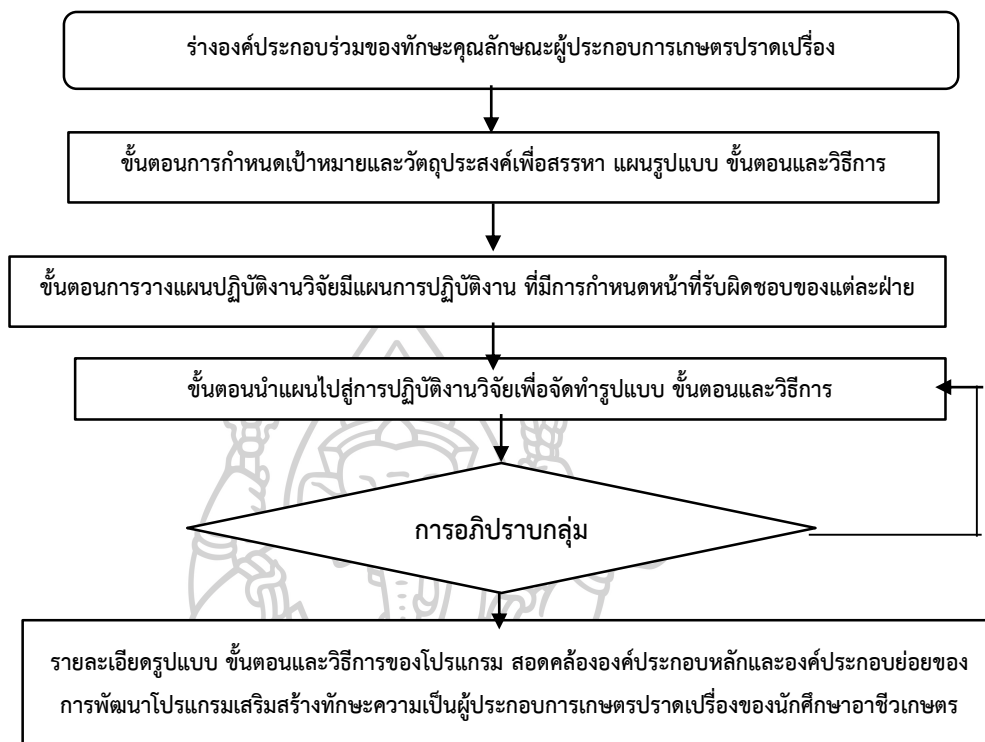 ร่างองค์ประกอบร่วมของทักษะคุณลักษณะผู้ประกอบการเกษตรปราดเปรื่อง
ขั้นตอนการกำหนดเป้าหมายและวัตถุประสงค์เพื่อสรรหา แผนรูปแบบ ขั้นตอนและวิธีการ
ขั้นตอนการวางแผนปฏิบัติงานวิจัยมีแผนการปฏิบัติงาน ที่มีการกำหนดหน้าที่รับผิดชอบของแต่ละฝ่าย
ขั้นตอนนำแผนไปสู่การปฏิบัติงานวิจัยเพื่อจัดทำรูปแบบ ขั้นตอนและวิธีการ
การอภิปราบกลุ่ม
รายละเอียดรูปแบบ ขั้นตอนและวิธีการของโปรแกรม สอดคล้ององค์ประกอบหลักและองค์ประกอบย่อยของ
การพัฒนาโปรแกรมเสริมสร้างทักษะความเป็นผู้ประกอบการเกษตรปราดเปรื่องของนักศึกษาอาชีวเกษตร